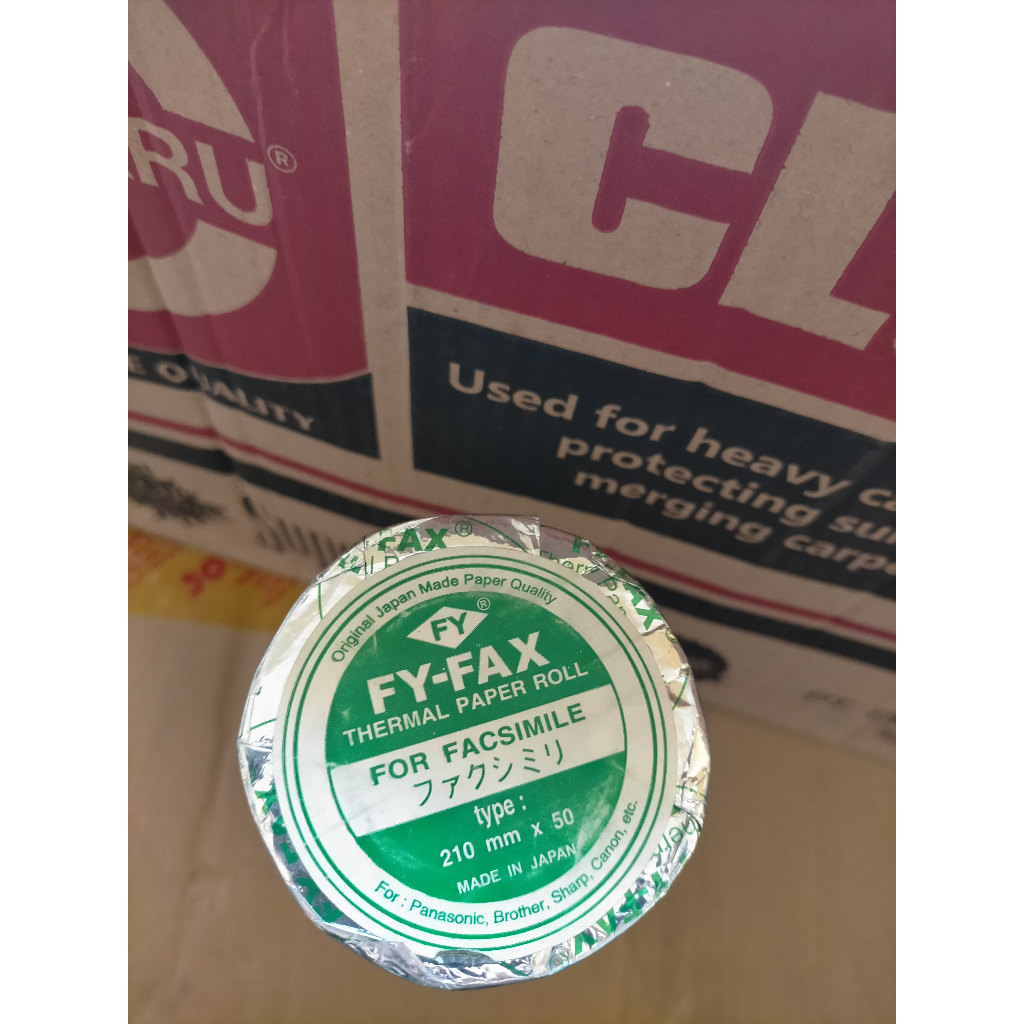 RU®
CL
QUALITY
Used for heavy
protecting
merging
FAX®
Original Japan Made Paper Quality
FY®
FY-FAX
THERMAL PAPER ROLL
FOR FACSIMILE
ファクシミリ
type :
210 mm x 50
MADE IN JAPAN
For : Panasonic, Brother, Sharp, Canon, etc.